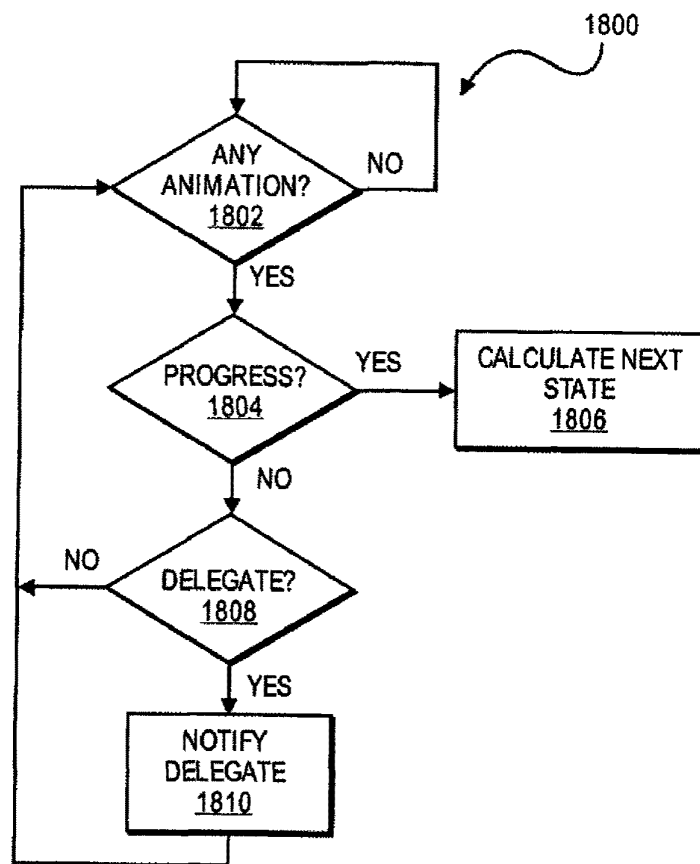 1800
ANY
ANIMATION?
1802
NO
YES
PROGRESS?
1804
YES
CALCULATE NEXT
STATE
1806
NO
DELEGATE?
1808
NO
YES
NOTIFY
DELEGATE
1810